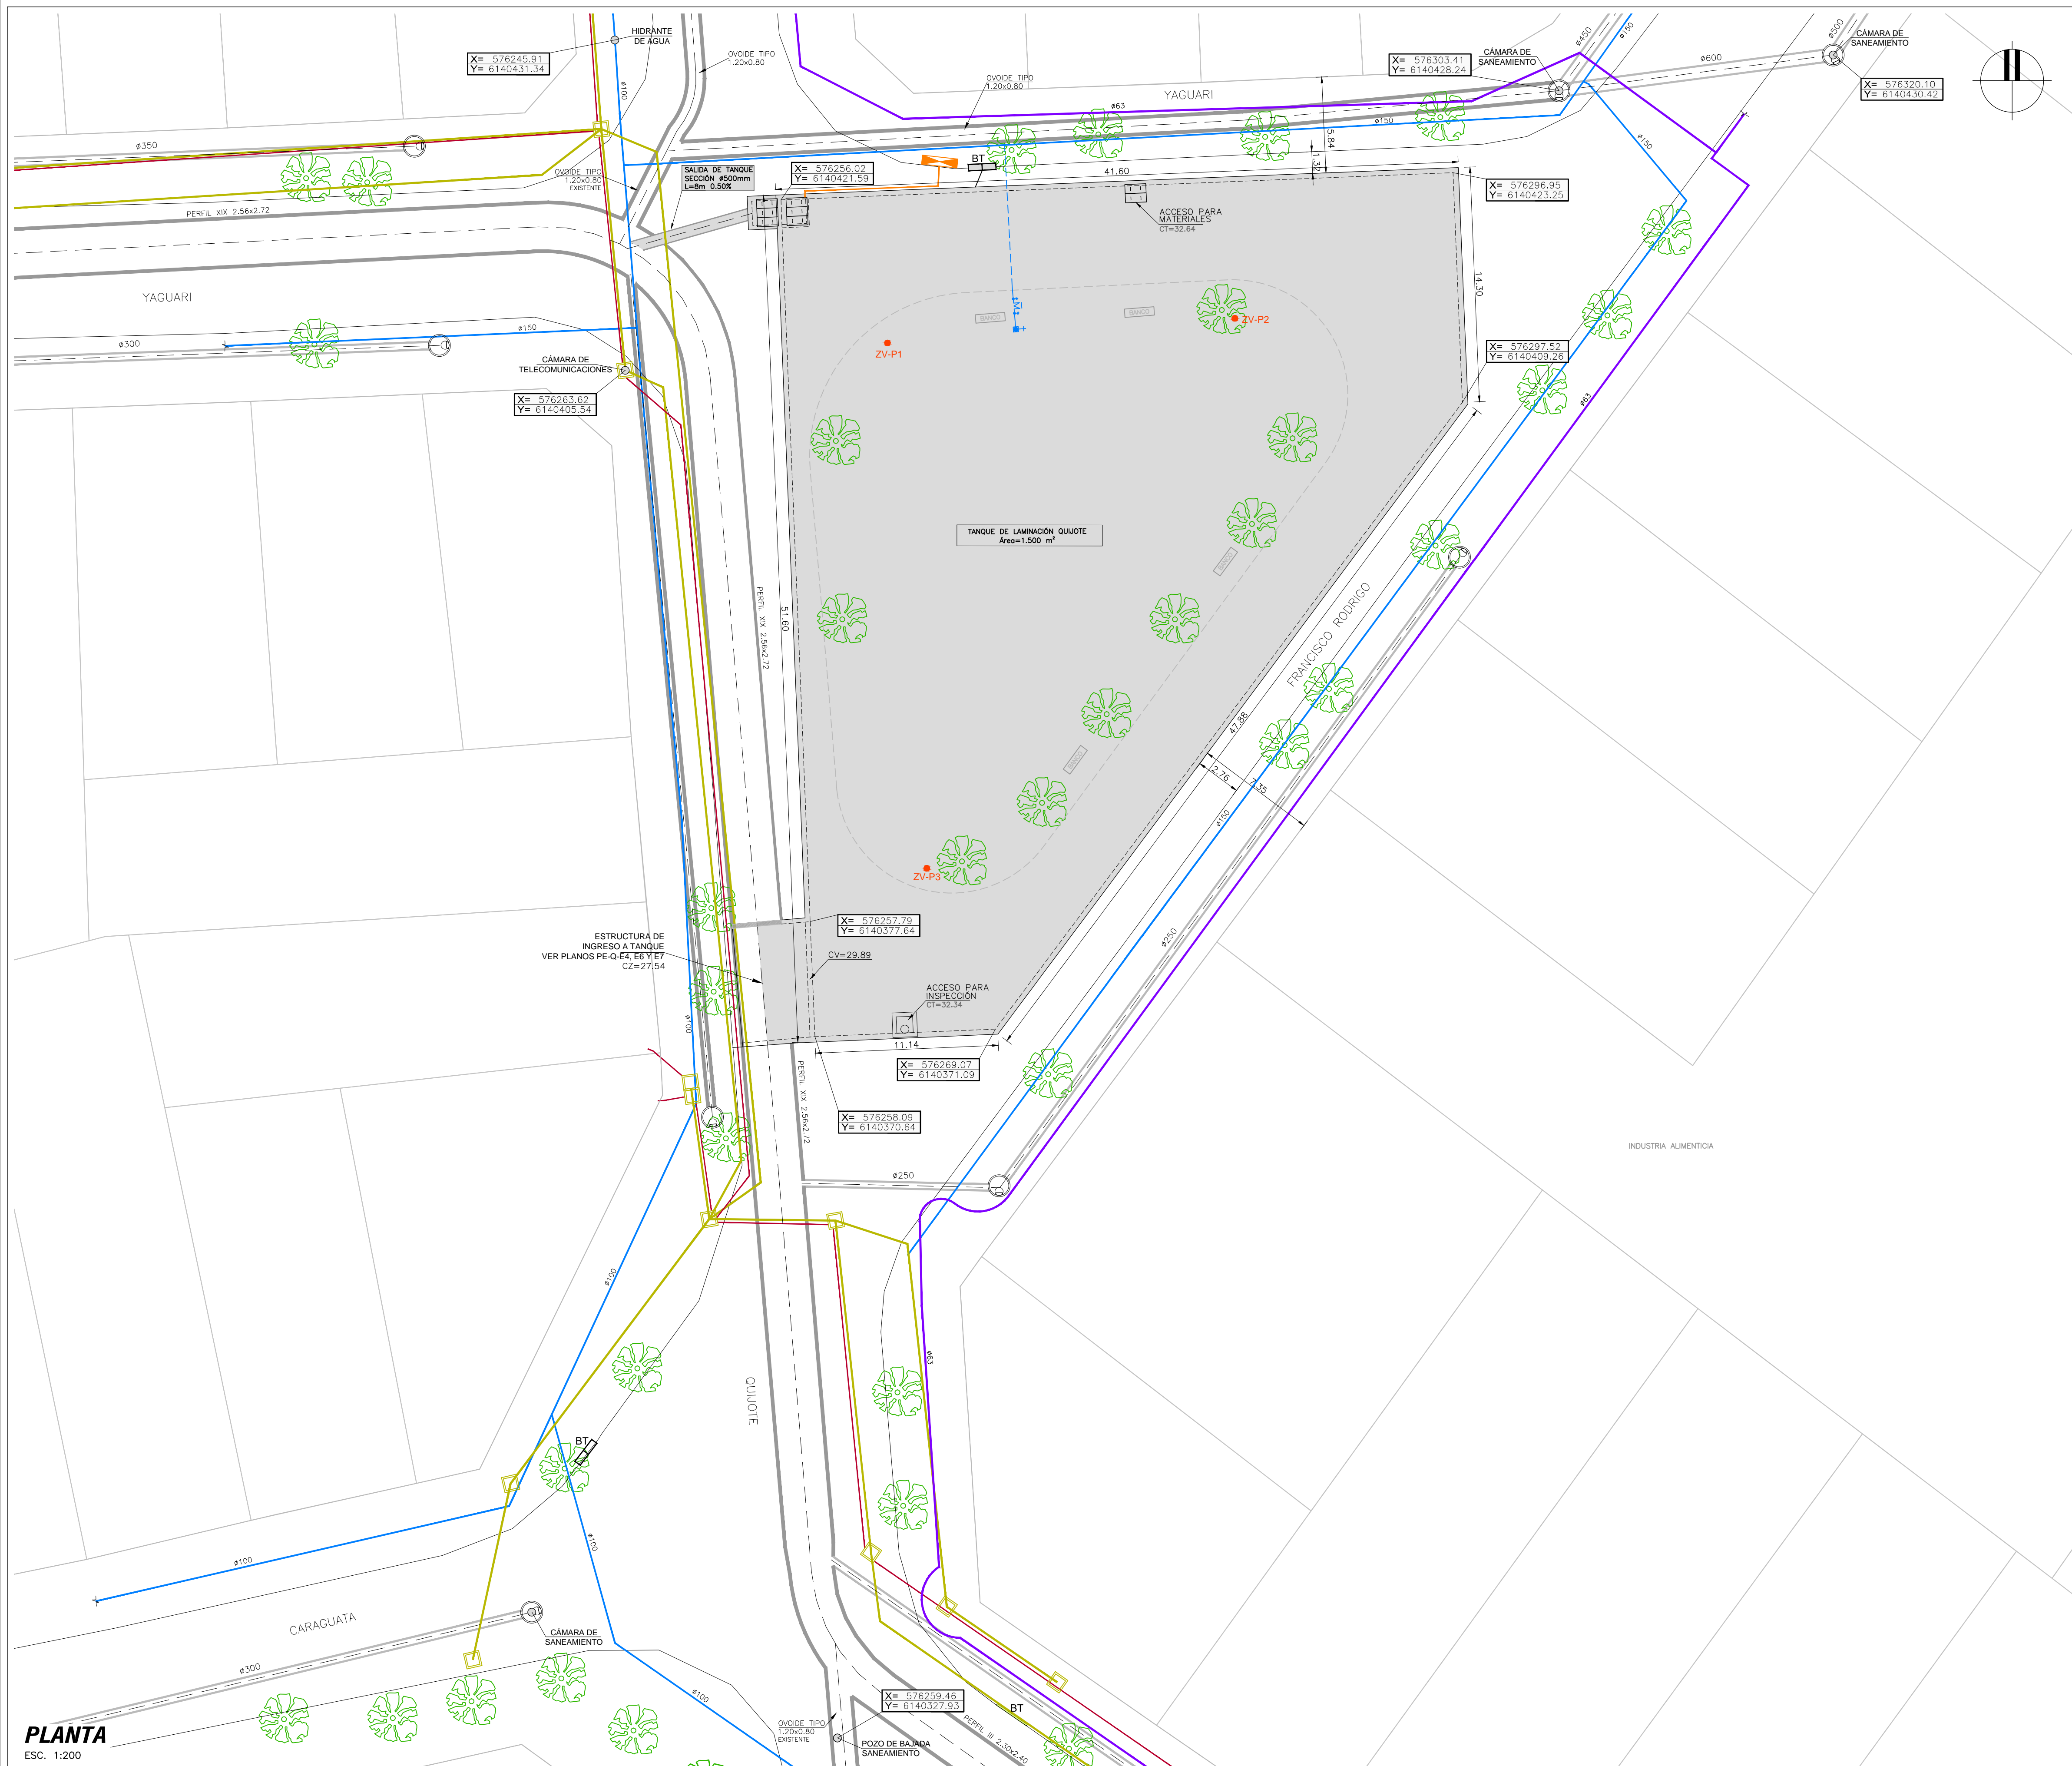 HIDRANTE
DE AGUA
X= 576245.91
Y= 6140431.34
ø100
OVOIDE TIPO
1.20x0.80
OVOIDE TIPO
1.20x0.80
YAGUARI
ø63
ø150
CÁMARA DE
SANEAMIENTO
X= 576303.41
Y= 6140428.24
ø450
ø150
ø600
ø500
CÁMARA DE
SANEAMIENTO
X= 576320.10
Y= 6140430.42
ø350
ø150
5.84
1.32
OVOIDE TIPO
1.20x0.80
EXISTENTE
SALIDA DE TANQUE
SECCIÓN ø500mm
L=8m 0.50%
X= 576256.02
Y= 6140421.59
BT
41.60
X= 576296.95
Y= 6140423.25
PERFIL XIX 2.56x2.72
ACCESO PARA
MATERIALES
CT=32.64
14.30
YAGUARI
M
BANCO
BANCO
ZV-P1
ZV-P2
ø150
ø300
CÁMARA DE
TELECOMUNICACIONES
X= 576263.62
Y= 6140405.54
X= 576297.52
Y= 6140409.26
ø63
TANQUE DE LAMINACIÓN QUIJOTE
Área=1.500 m²
BANCO
PERFIL XIX 2.56x2.72
51.60
FRANCISCO RODRIGO
47.88
2.76
7.35
BANCO
ø150
ZV-P3
X= 576257.79
Y= 6140377.64
ESTRUCTURA DE
INGRESO A TANQUE
VER PLANOS PE-Q-E4, E6 Y E7
CZ=27.54
CV=29.89
ø250
ACCESO PARA
INSPECCIÓN
CT=32.34
ø100
11.14
X= 576269.07
Y= 6140371.09
PERFIL XIX 2.56x2.72
X= 576258.09
Y= 6140370.64
INDUSTRIA ALIMENTICIA
ø250
ø100
ø63
QUIJOTE
BT
ø100
ø100
CARAGUATA
CÁMARA DE
SANEAMIENTO
ø300
ø100
X= 576259.46
Y= 6140327.93
BT
OVOIDE TIPO
1.20x0.80
EXISTENTE
POZO DE BAJADA
SANEAMIENTO
PERFIL III 2.30x2.40
PLANTA
ESC. 1:200